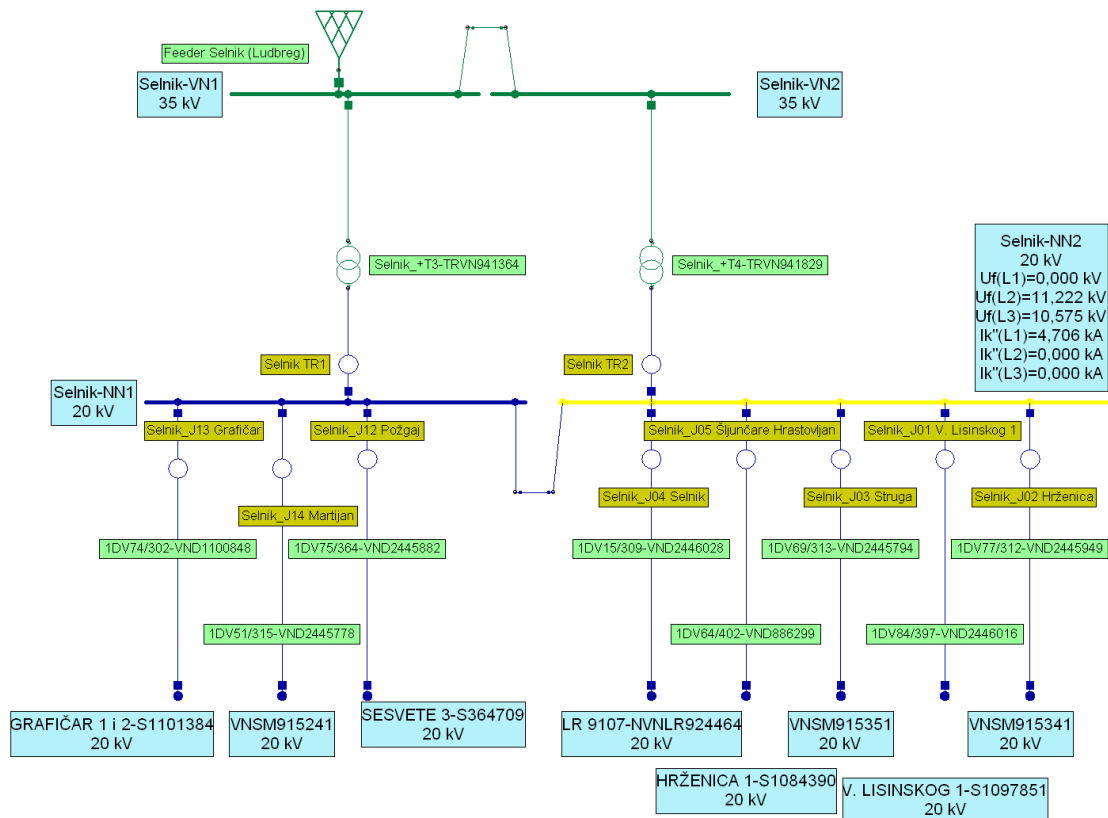 Feeder Selnik (Ludbreg)
Selnik-VN1
35 kV
Selnik-VN2
35 kV
Selnik_+T3-TRVN941364
Selnik_+T4-TRVN941829
Selnik-NN2
20 kV
Uf(L1)=0,000 kV
Uf(L2)=11,222 kV
Uf(L3)=10,575 kV
Ik"(L1)=4,706 kA
Ik"(L2)=0,000 kA
Ik"(L3)=0,000 kA
Selnik TR1
Selnik TR2
Selnik-NN1
20 kV
Selnik_J13 Grafičar
Selnik_J12 Požgaj
Selnik_J05 Šljunčare Hrastovljan
Selnik_J01 V. Lisinskog 1
Selnik_J14 Martijan
Selnik_J04 Selnik
Selnik_J03 Struga
Selnik_J02 Hrženica
1DV74/302-VND1100848
1DV75/364-VND2445882
1DV15/309-VND2446028
1DV69/313-VND2445794
1DV77/312-VND2445949
1DV51/315-VND2445778
1DV64/402-VND886299
1DV84/397-VND2446016
GRAFIČAR 1 i 2-S1101384
20 kV
VNSM915241
20 kV
SESVETE 3-S364709
20 kV
LR 9107-NVNLR924464
20 kV
VNSM915351
20 kV
VNSM915341
20 kV
HRŽENICA 1-S1084390
20 kV
V. LISINSKOG 1-S1097851
20 kV